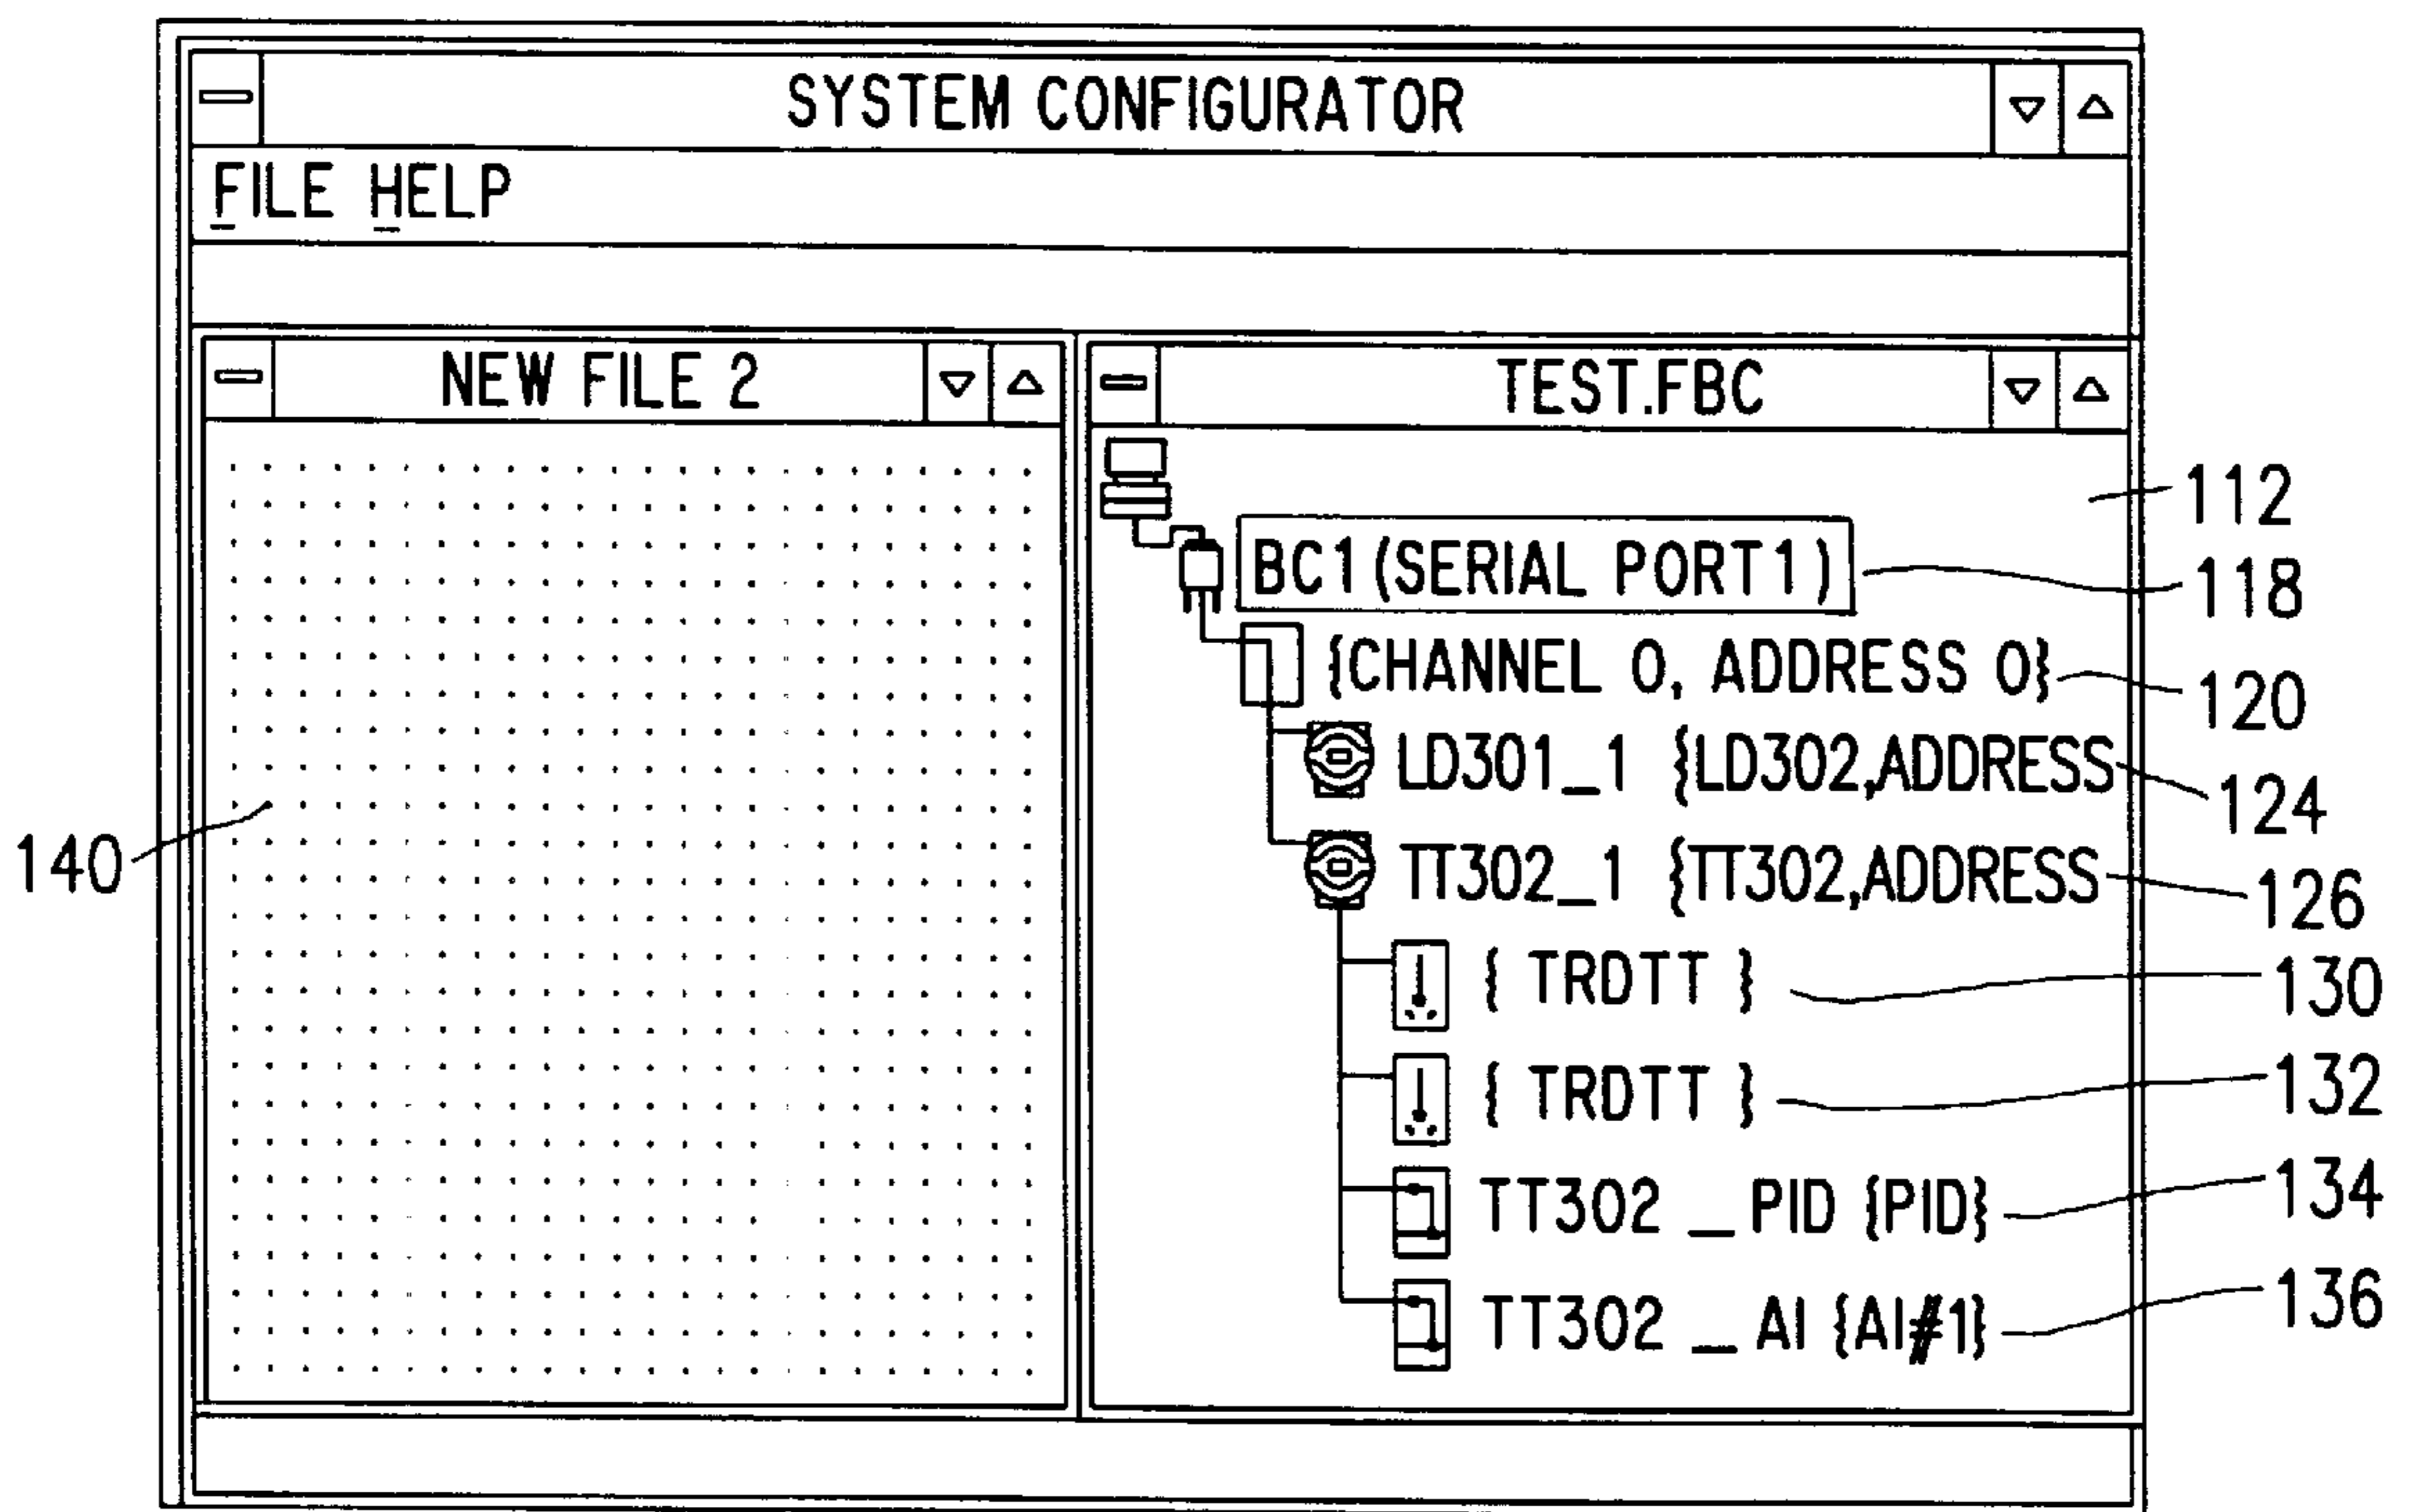 SYSTEM CONFIGURATOR
FILE HELP
NEW FILE 2
TEST.FBC
112
BC1(SERIAL PORT1)
118
{CHANNEL 0, ADDRESS 0}
120
LD301_1 {LD302,ADDRESS
124
140
TT302_1 {TT302,ADDRESS
126
{ TRDTT }
130
{ TRDTT }
132
TT302 _ PID {PID}
134
TT302 _ AI {AI#1}
136